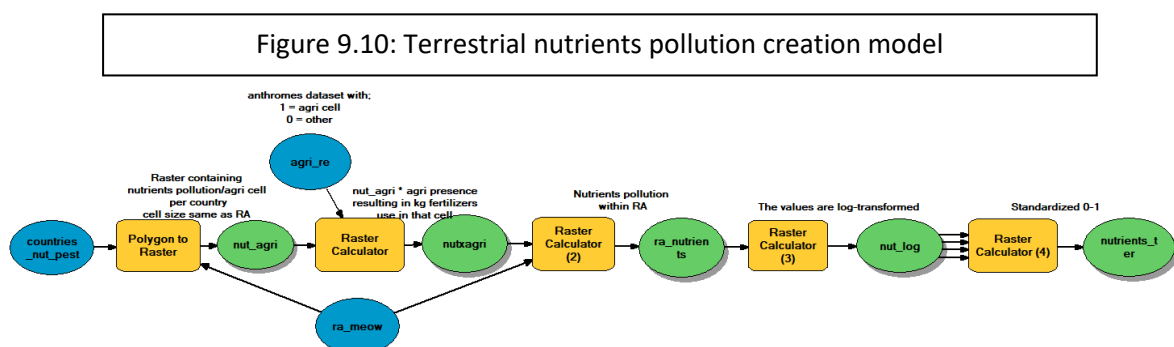 Figure 9.10: Terrestrial nutrients pollution creation model
anthromes dataset with;
1 = agri cell
0 = other
agri_re
Raster containing
nutrients pollution/agri cell
per country
cell size same as RA
nut_agri * agri presence
resulting in kg fertilizers
use in that cell
Nutrients pollution
within RA
The values are log-transformed
Standardized 0-1
countries
_nut_pest
Polygon to
Raster
nut_agri
Raster
Calculator
nutxagri
Raster
Calculator
(2)
ra_nutrien
ts
Raster
Calculator
(3)
nut_log
Raster
Calculator (4)
nutrients_t
er
ra_meow